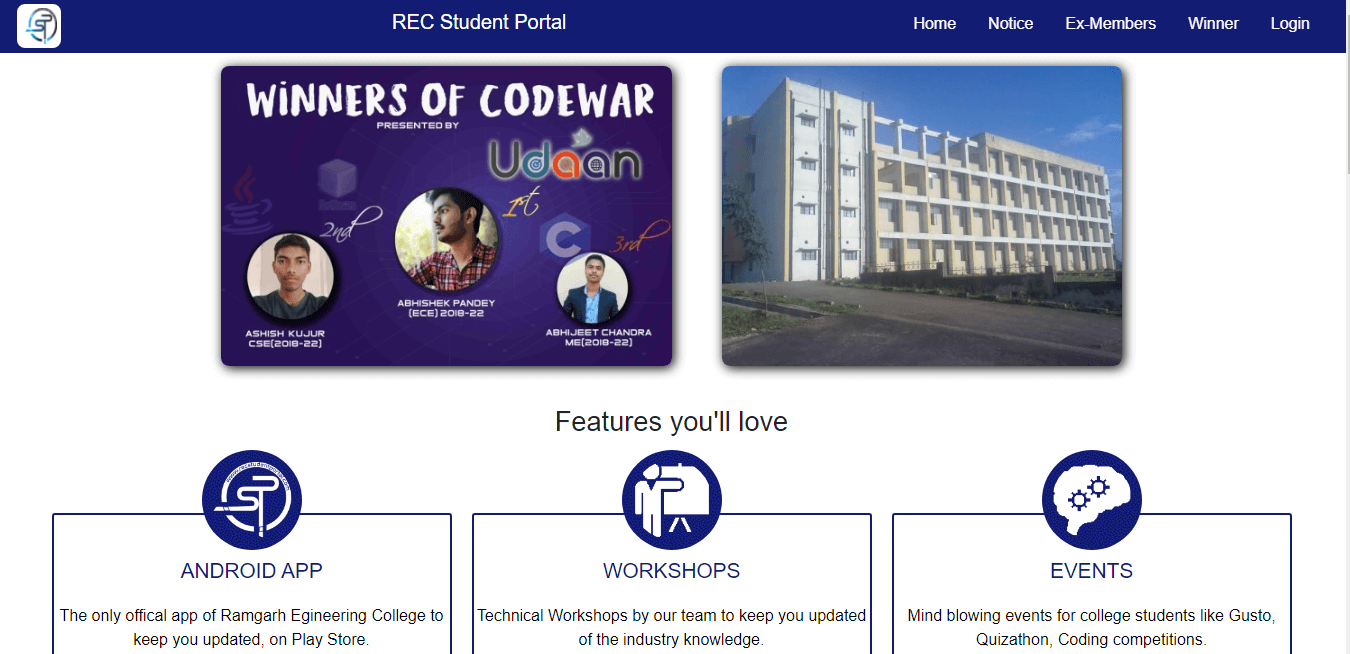 REC Student Portal
Home Notice Ex-Members Winner Login
WINNERS OF CODEWAR
PRESENTED BY
Udaan
1st
2nd
3rd
ABHISHEK PANDEY
(ECE) 2018-22
ASHISH KUJUR
CSE(2018-22)
ABHIJEET CHANDRA
ME(2018-22)
C
Features you'll love
ANDROID APP
The only offical app of Ramgarh Egineering College to
keep you updated, on Play Store.
WORKSHOPS
Technical Workshops by our team to keep you updated
of the industry knowledge.
EVENTS
Mind blowing events for college students like Gusto,
Quizathon, Coding competitions.